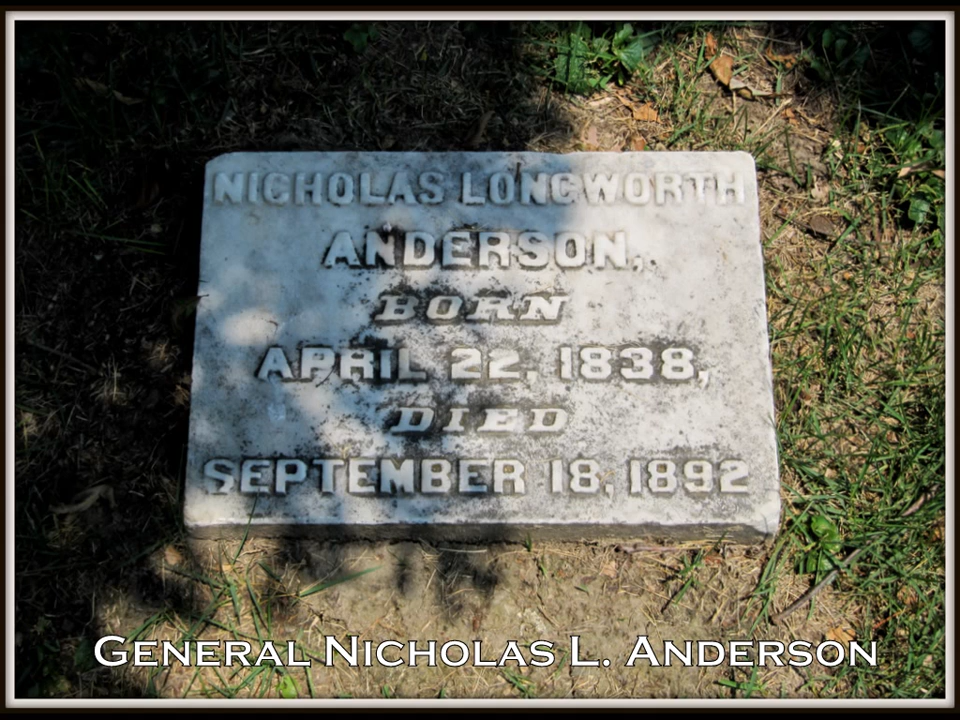 NICHOLAS LONGWORTH
ANDERSON,
BORN
APRIL 22, 1838,
DIED
SEPTEMBER 18, 1892
GENERAL NICHOLAS L. ANDERSON